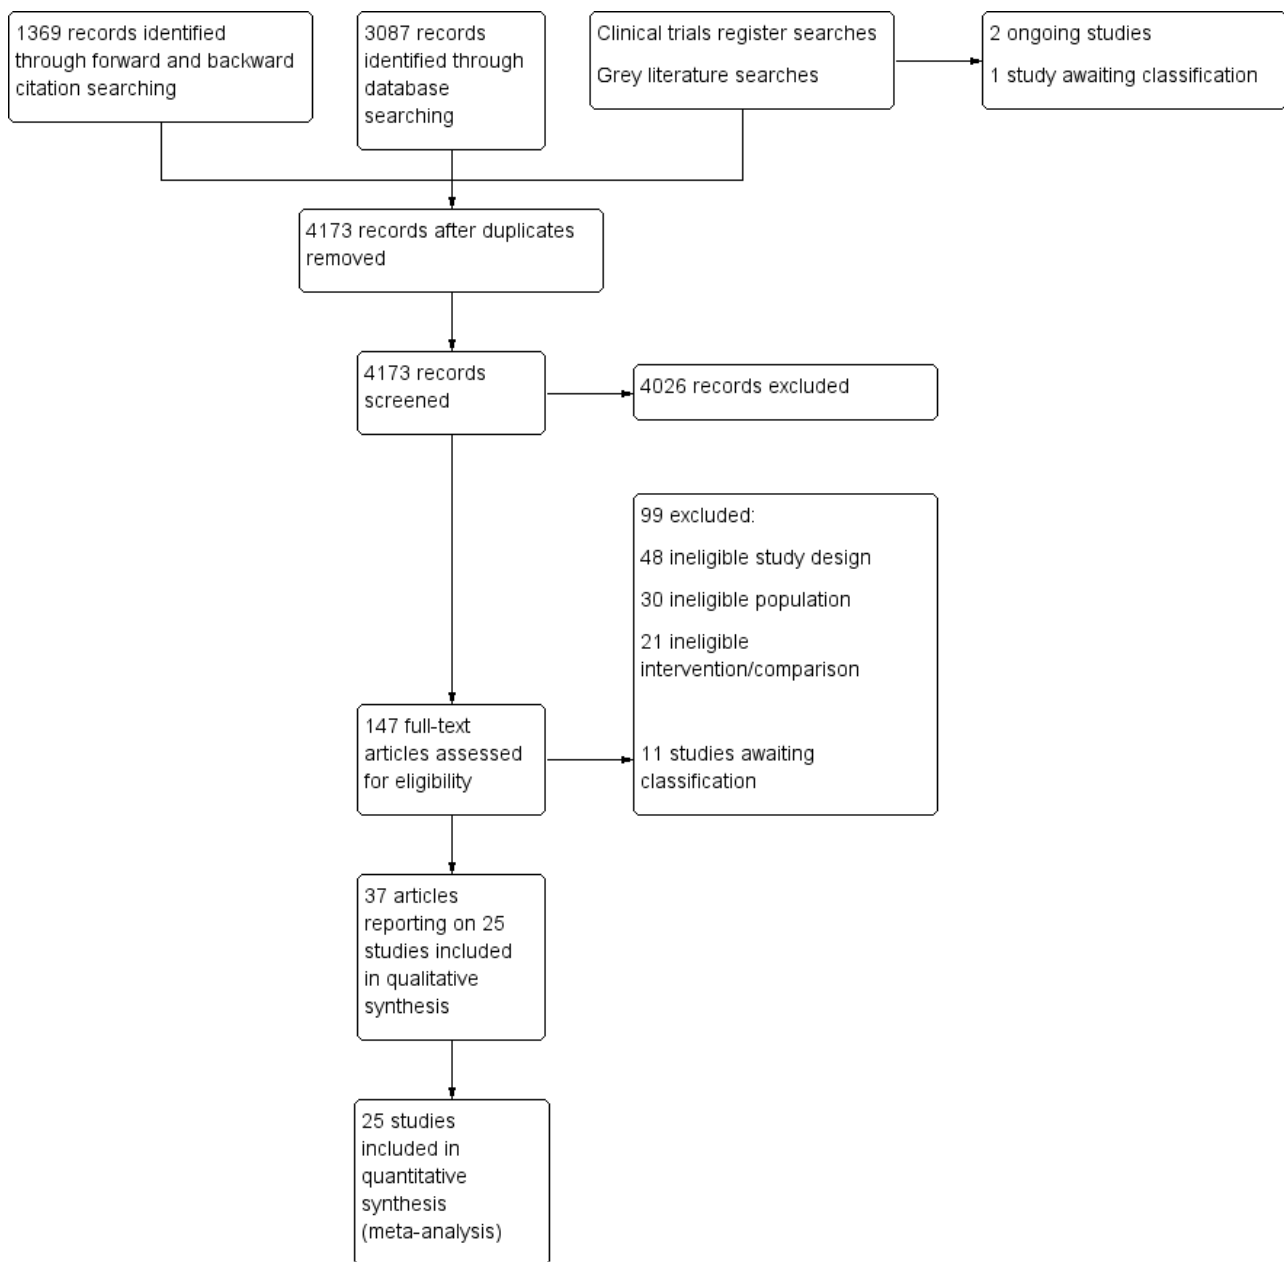 1369 records identified
through forward and backward
citation searching
3087 records
identified through
database
searching
Clinical trials register searches
Grey literature searches
2 ongoing studies
1 study awaiting classification
4173 records after duplicates
removed
4173 records
screened
4026 records excluded
99 excluded:
48 ineligible study design
30 ineligible population
21 ineligible
intervention/comparison
11 studies awaiting
classification
147 full-text
articles assessed
for eligibility
37 articles
reporting on 25
studies included
in qualitative
synthesis
25 studies
included in
quantitative
synthesis
(meta-analysis)